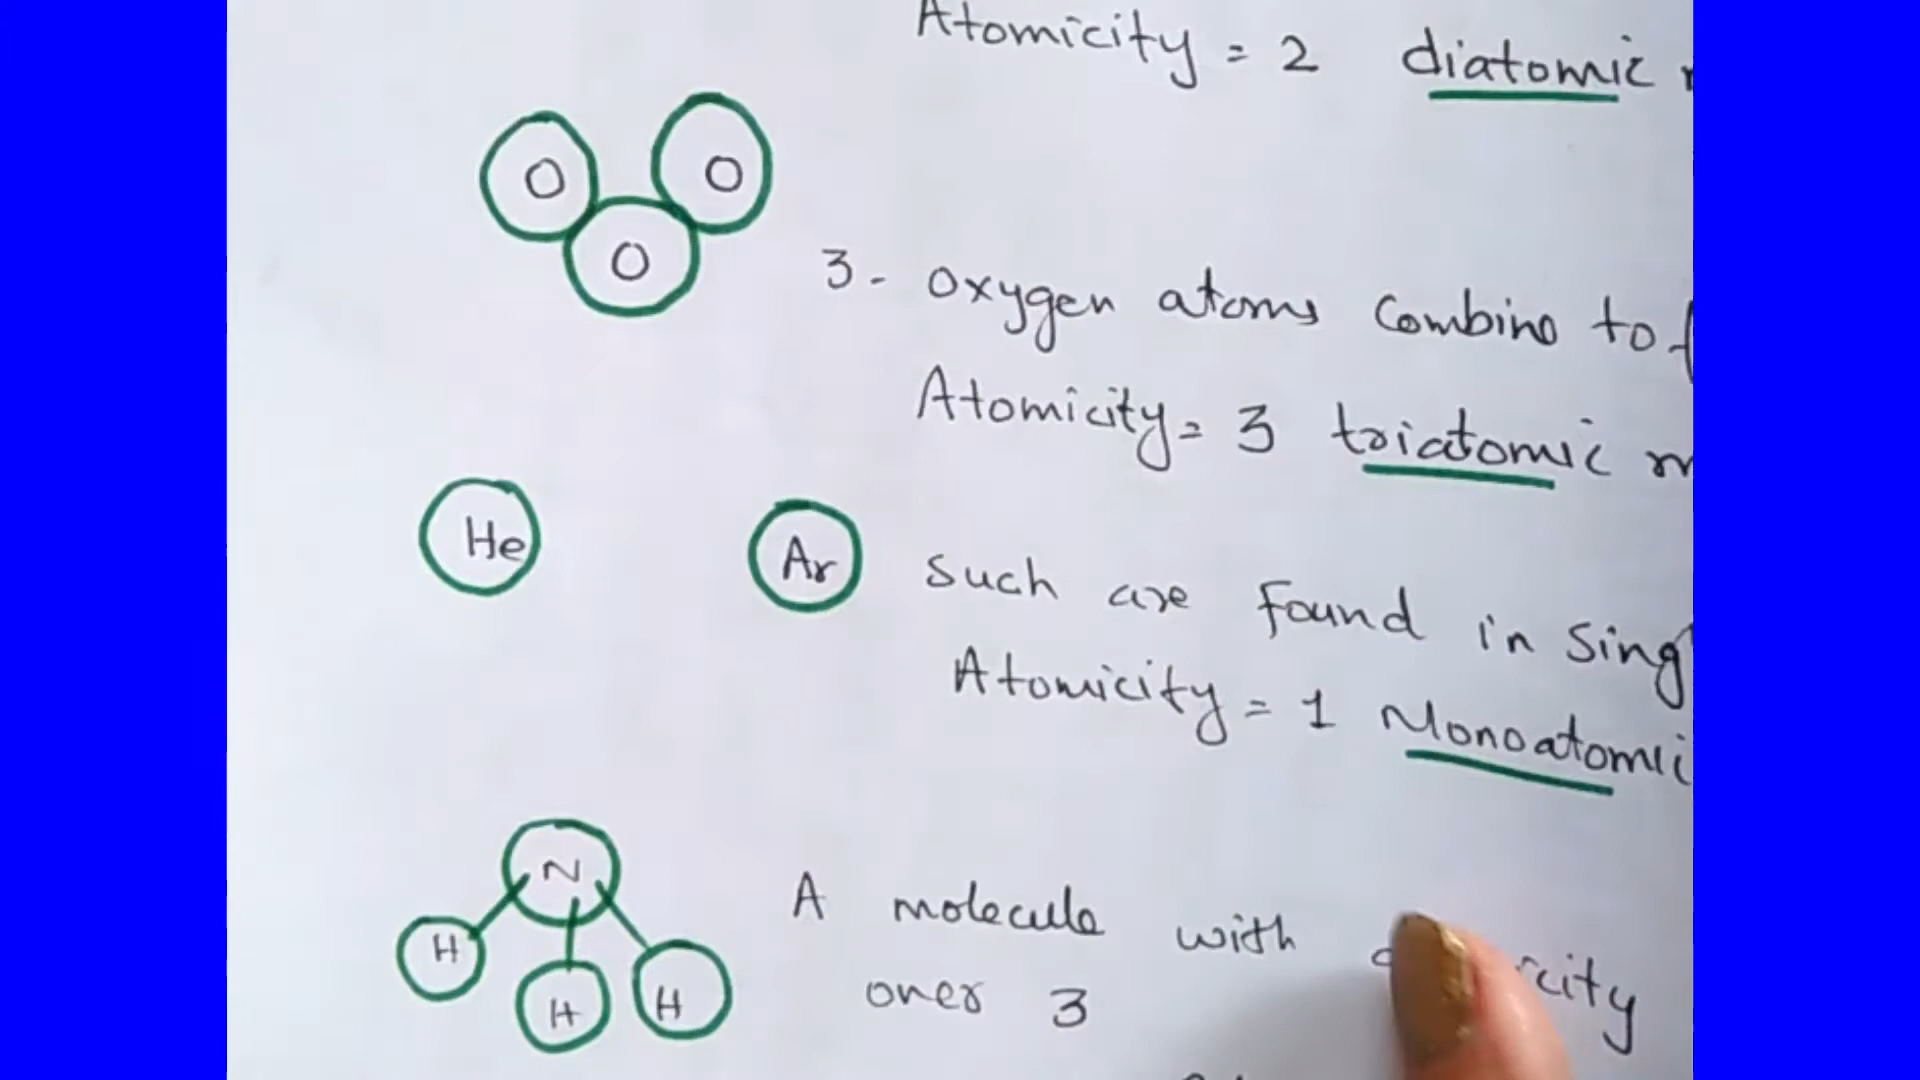 Atomicity = 2 diatomic
O O
O
3- Oxygen atoms combine to
Atomicity = 3 triatomic m
He Ar such are found in Sing
Atomicity = 1 Monoatomi
N
H H H
A molecule with
over 3